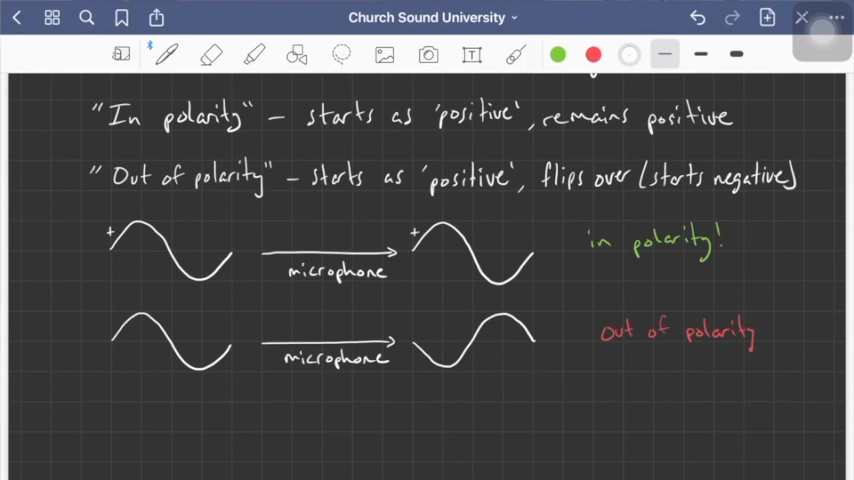 Church Sound University
"In polarity" - starts as 'positive', remains positive
"Out of polarity" - starts as 'positive', flips over (starts negative)
+
+
microphone
in polarity!
microphone
out of polarity